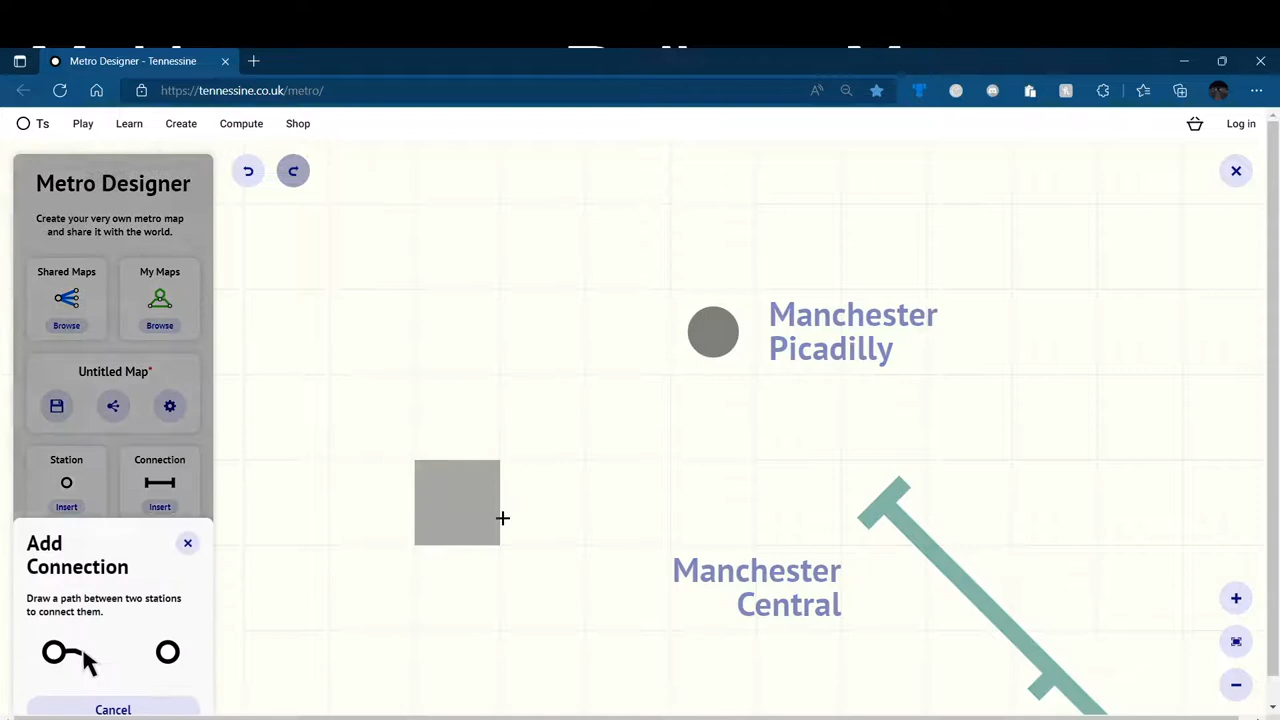 Metro Designer - Tennessine
https://tennessine.co.uk/metro/
Ts Play Learn Create Compute Shop Log in
Metro Designer
Create your very own metro map
and share it with the world.
Shared Maps My Maps
Browse Browse
Untitled Map*
Station Connection
Insert Insert
Add
Connection
Draw a path between two stations
to connect them.
Cancel
Manchester
Picadilly
Manchester
Central